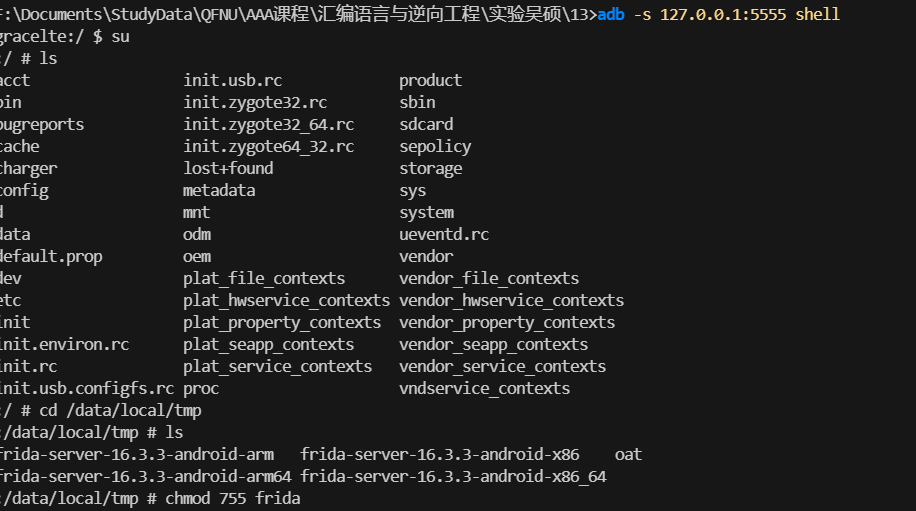 F:\Documents\StudyData\QFNU\AAA课程\汇编语言与逆向工程\实验吴硕\13>adb -s 127.0.0.1:5555 shell
gracelte:/ $ su
:/ # ls
acct init.usb.rc product
bin init.zygote32.rc sbin
bugreports init.zygote32_64.rc sdcard
cache init.zygote64_32.rc sepolicy
charger lost+found storage
config metadata sys
d mnt system
data odm ueventd.rc
default.prop oem vendor
dev plat_file_contexts vendor_file_contexts
etc plat_hwservice_contexts vendor_hwservice_contexts
init plat_property_contexts vendor_property_contexts
init.environ.rc plat_seapp_contexts vendor_seapp_contexts
init.rc plat_service_contexts vendor_service_contexts
init.usb.configfs.rc proc vndservice_contexts
:/ # cd /data/local/tmp
:/data/local/tmp # ls
frida-server-16.3.3-android-arm frida-server-16.3.3-android-x86 oat
frida-server-16.3.3-android-arm64 frida-server-16.3.3-android-x86_64
:/data/local/tmp # chmod 755 frida